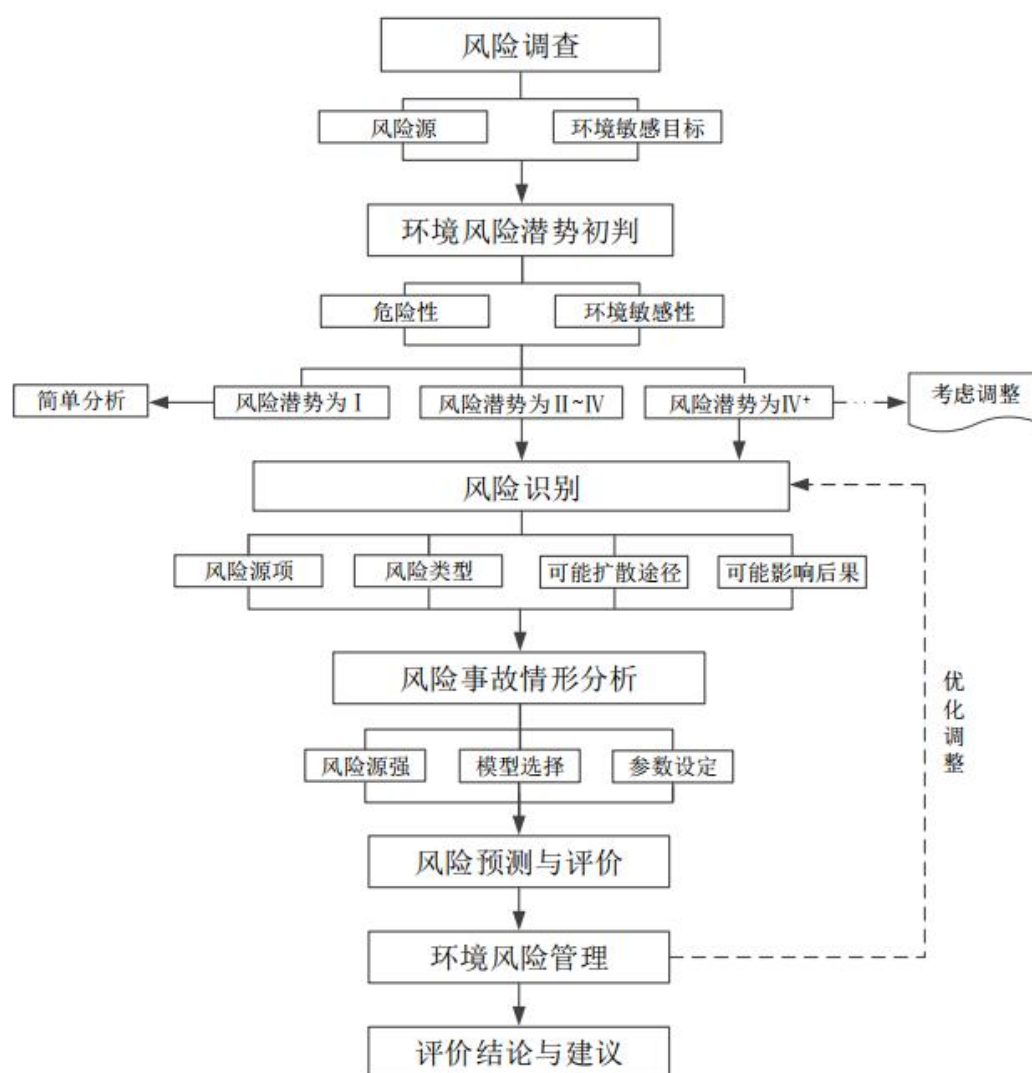 风险调查
风险源
环境敏感目标
环境风险潜势初判
危险性
环境敏感性
简单分析
风险潜势为Ⅰ
风险潜势为Ⅱ~Ⅳ
风险潜势为Ⅳ⁺
考虑调整
风险识别
风险源项
风险类型
可能扩散途径
可能影响后果
风险事故情形分析
优化调整
风险源强
模型选择
参数设定
风险预测与评价
环境风险管理
评价结论与建议